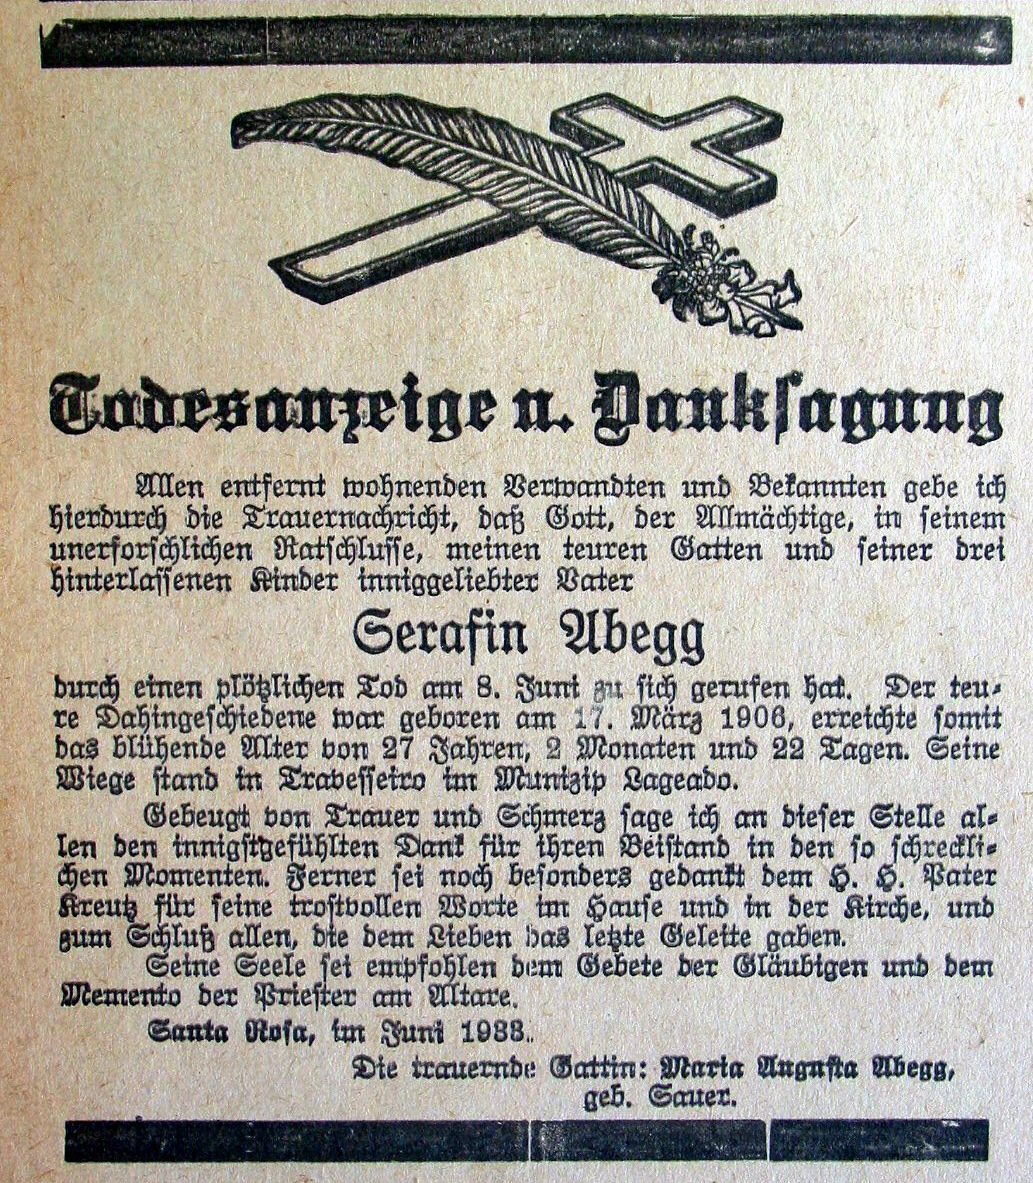 Todesanzeige u. Dankſagung
Allen entfernt wohnenden Verwandten und Bekannten gebe ich
hierdurch die Trauernachricht, daß Gott, der Allmächtige, in ſeinem
unerforſchlichen Ratſchluſſe, meinen teuren Gatten und ſeiner drei
hinterlaſſenen Kinder inniggeliebter Vater
Serafin Abegg
durch einen plötzlichen Tod am 8. Juni zu ſich gerufen hat. Der teu-
re Dahingeſchiedene war geboren am 17. März 1906, erreichte ſomit
das blühende Alter von 27 Jahren, 2 Monaten und 22 Tagen. Seine
Wiege ſtand in Traveſſeiro im Munizip Lageado.
Gebeugt von Trauer und Schmerz ſage ich an dieſer Stelle al-
len den innigſtgefühlten Dank für ihren Beiſtand in den ſo ſchreckli-
chen Momenten. Ferner ſei noch beſonders gedankt dem H. H. Pater
Kreutz für ſeine troſtvollen Worte im Hauſe und in der Kirche, und
zum Schluß allen, die dem Lieben das letzte Geleite gaben.
Seine Seele ſei empfohlen dem Gebete der Gläubigen und dem
Memento der Prieſter am Altare.
Santa Roſa, im Juni 1933.
Die trauernde Gattin: Maria Auguſta Abegg,
geb. Sauer.